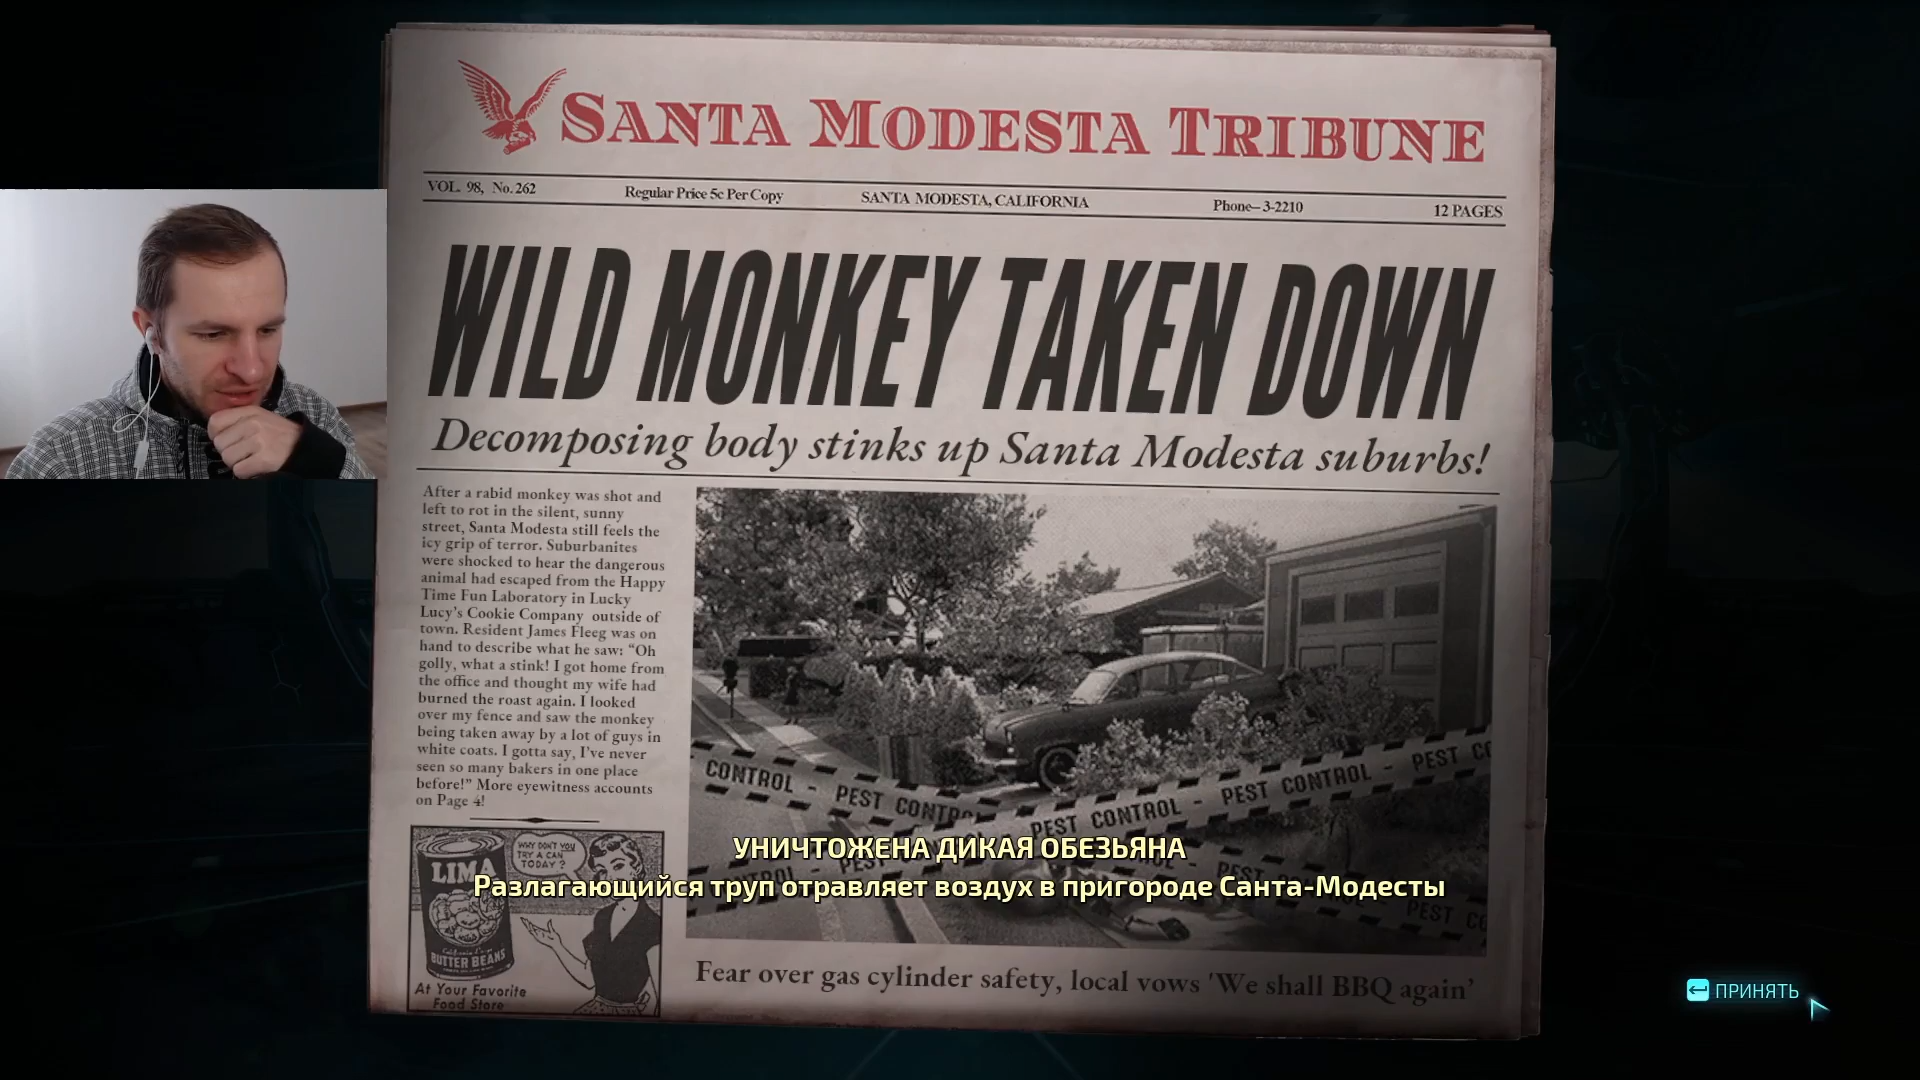 SANTA MODESTA TRIBUNE
VOL. 98, No. 262
Regular Price 5c Per Copy
SANTA MODESTA, CALIFORNIA
Phone– 3-2210
12 PAGES
WILD MONKEY TAKEN DOWN
Decomposing body stinks up Santa Modesta suburbs!
After a rabid monkey was shot and
left to rot in the silent, sunny
street, Santa Modesta still feels the
icy grip of terror. Suburbanites
were shocked to hear the dangerous
animal had escaped from the Happy
Time Fun Laboratory in Lucky
Lucy's Cookie Company outside of
town. Resident James Fleeg was on
hand to describe what he saw: “Oh
golly, what a stink! I got home from
the office and thought my wife had
burned the roast again. I looked
over my fence and saw the monkey
being taken away by a lot of guys in
white coats. I gotta say, I've never
seen so many bakers in one place
before!” More eyewitness accounts
on Page 4!
CONTROL - PEST CONTROL
PEST CONTROL - PEST CONTROL - PEST CO
PEST CO
WHY DON'T YOU
TRY A CAN
TODAY?
LIMA
BUTTER BEANS
At Your Favorite
Food Store
УНИЧТОЖЕНА ДИКАЯ ОБЕЗЬЯНА
Разлагающийся труп отравляет воздух в пригороде Санта-Модесты
Fear over gas cylinder safety, local vows 'We shall BBQ again'
ПРИНЯТЬ